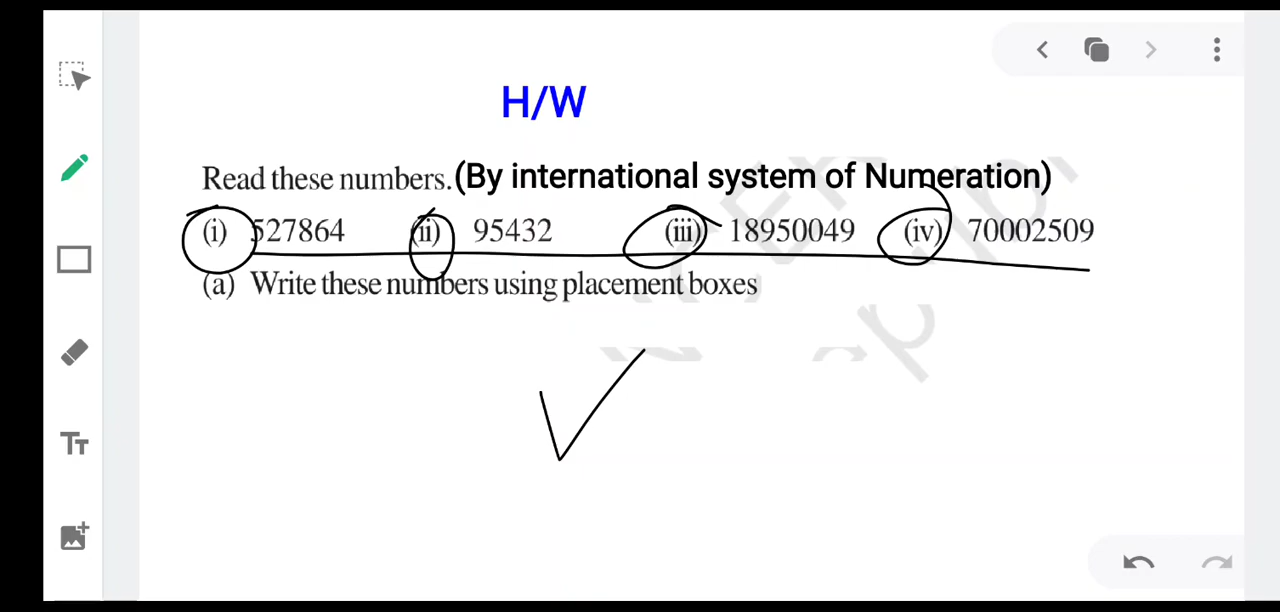 H/W
Read these numbers. (By international system of Numeration)
(i) 527864 (ii) 95432 (iii) 18950049 (iv) 70002509
(a) Write these numbers using placement boxes
TT